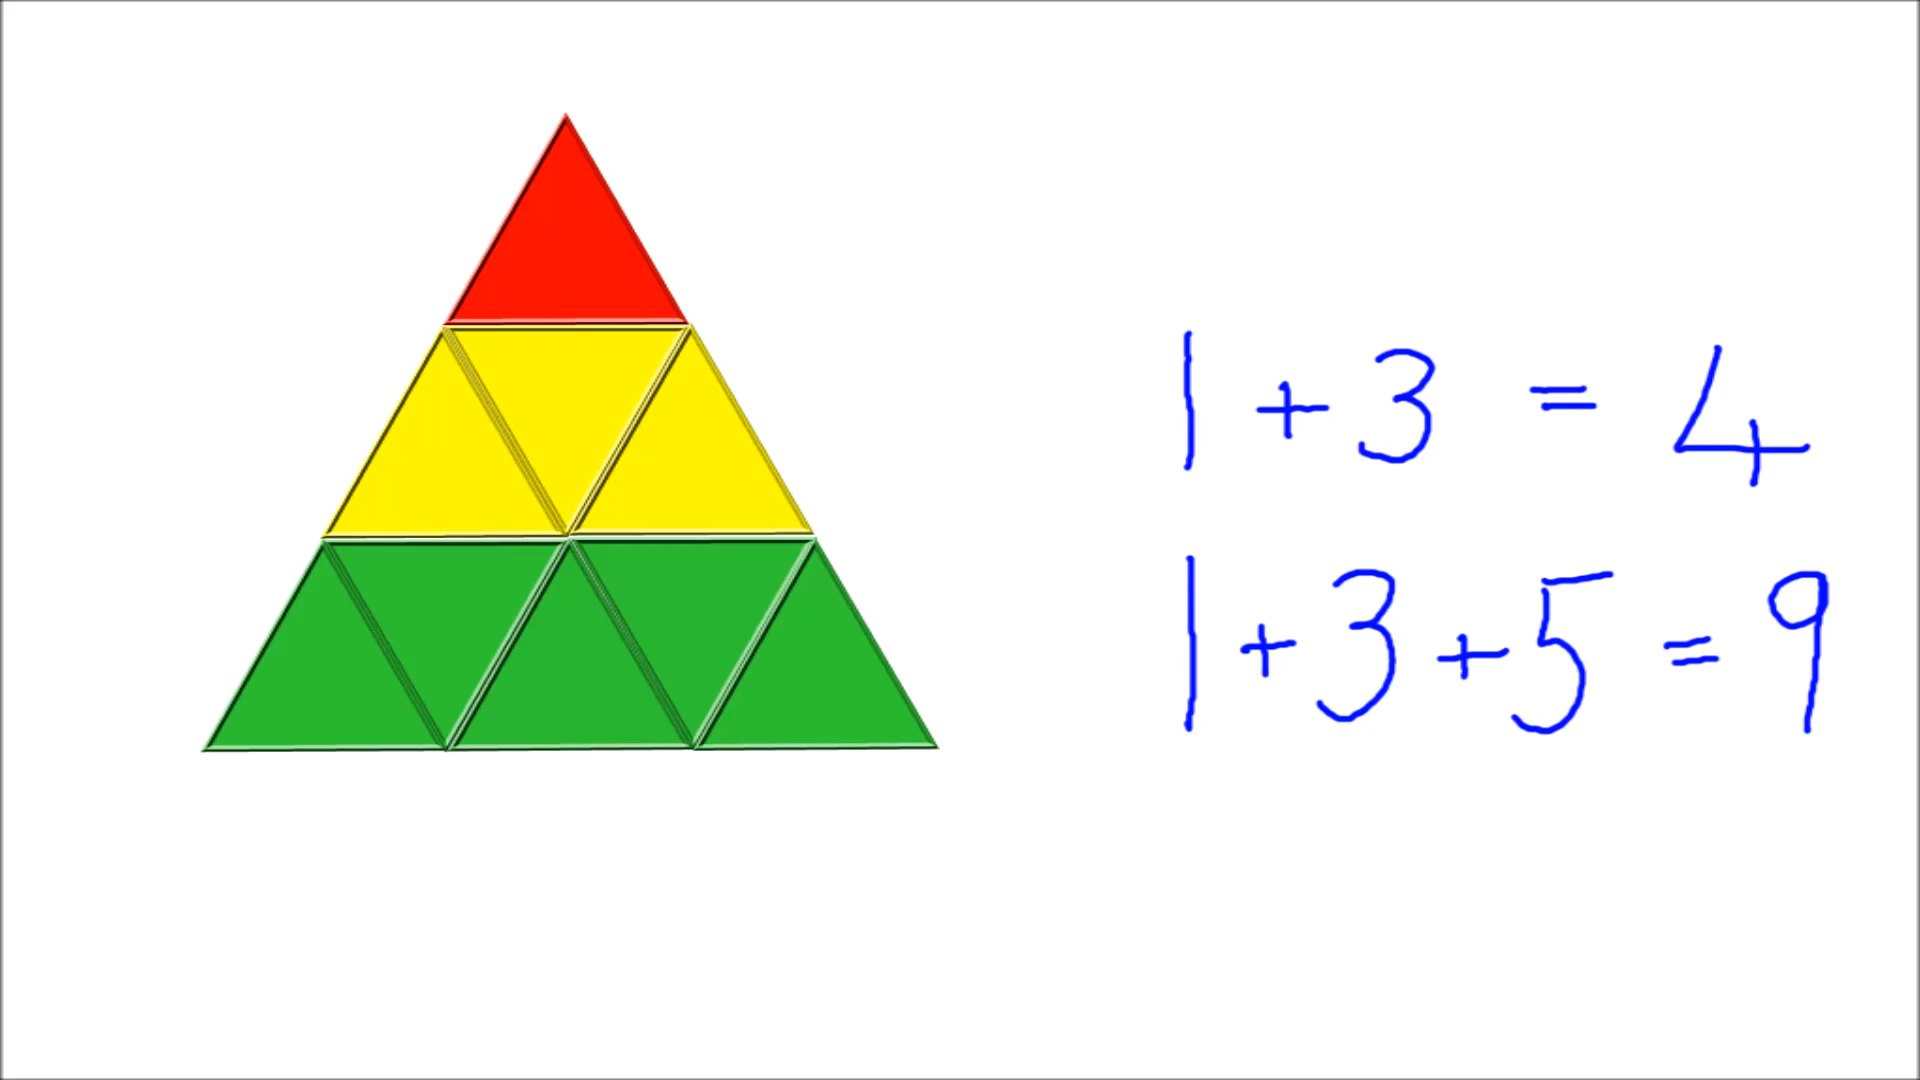 1 + 3 = 4
1 + 3 + 5 = 9